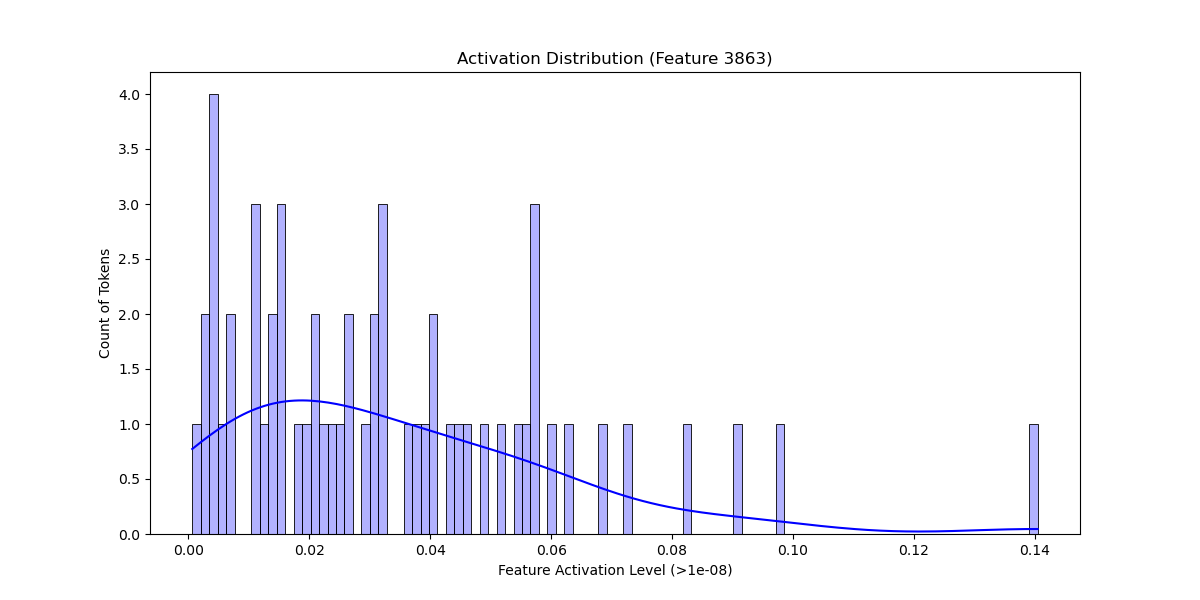 Activation Distribution (Feature 3863)
4.0
3.5
3.0
2.5
2.0
1.5
1.0
0.5
0.0
Count of Tokens
0.00 0.02 0.04 0.06 0.08 0.10 0.12 0.14
Feature Activation Level (>1e-08)